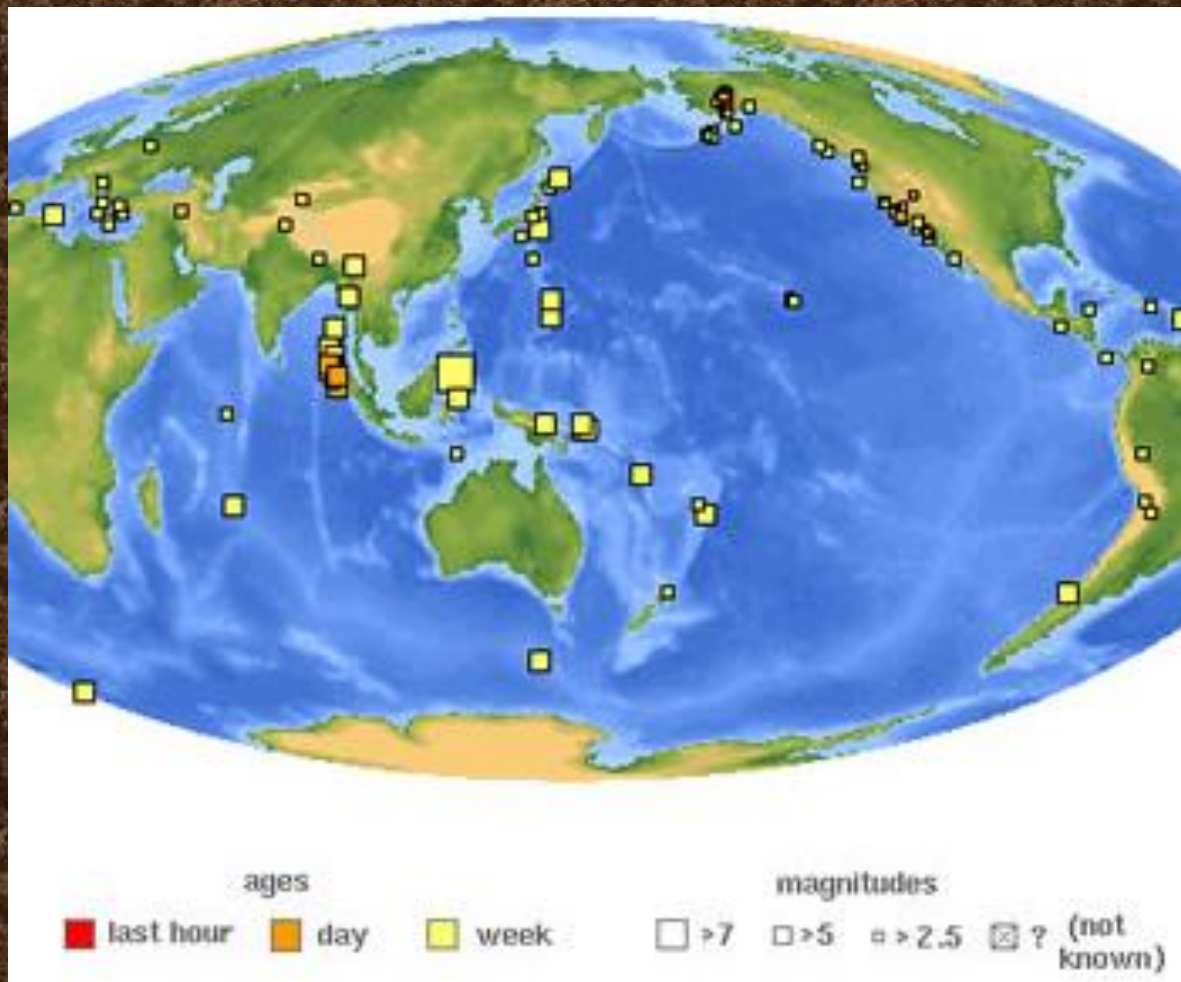 ages
magnitudes
last hour
day
week
>7
>5
> 2.5
? (not
known)